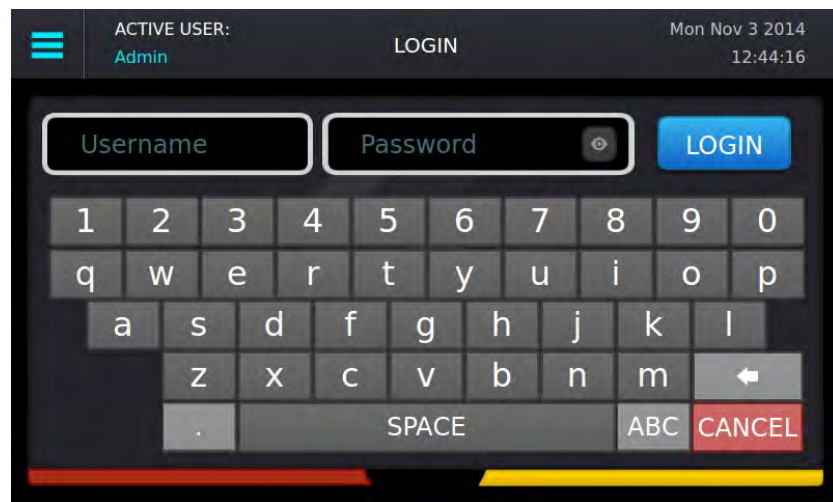 ACTIVE USER:
Admin
LOGIN
Mon Nov 3 2014
12:44:16
Username
Password
LOGIN
1 2 3 4 5 6 7 8 9 0
q w e r t y u i o p
a s d f g h j k l
z x c v b n m
. SPACE ABC CANCEL